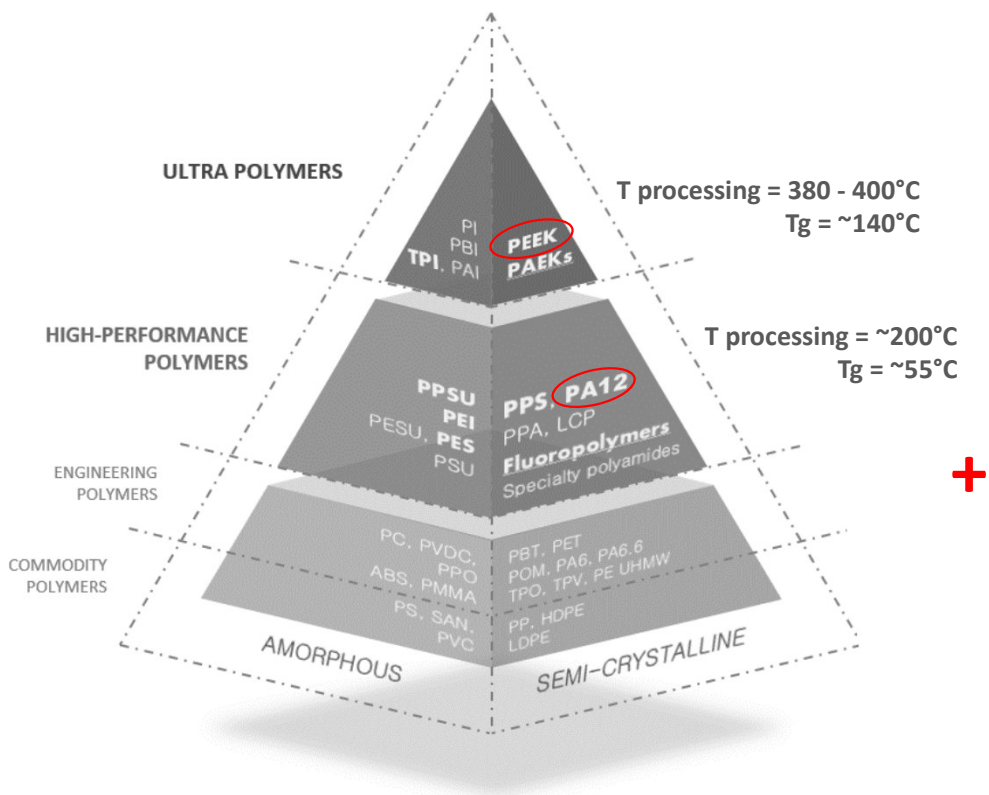 ULTRA POLYMERS
T processing = 380 - 400°C
Tg = ~140°C
PI
PBI
TPI, PAI
PEEK
PAEKs
HIGH-PERFORMANCE
POLYMERS
T processing = ~200°C
Tg = ~55°C
PPSU
PEI
PESU, PES
PSU
PPS, PA12
PPA, LCP
Fluoropolymers
Specialty polyamides
ENGINEERING
POLYMERS
+
PC, PVDC,
PPO
ABS, PMMA
PBT, PET
POM, PA6, PA6.6
TPO, TPV, PE UHMW
COMMODITY
POLYMERS
PS, SAN,
PVC
PP, HDPE
LDPE
AMORPHOUS
SEMI-CRYSTALLINE